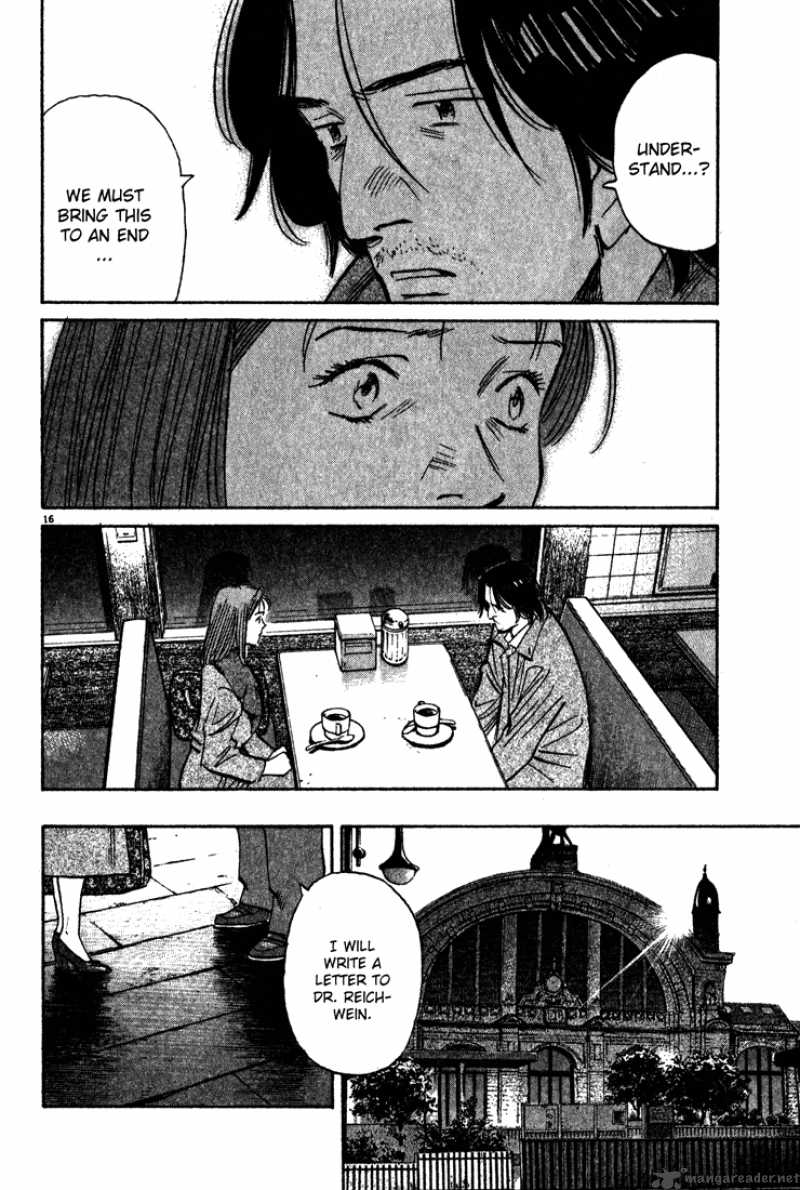 UNDER-
STAND...?
WE MUST
BRING THIS
TO AN END
...
16
I WILL
WRITE A
LETTER TO
DR. REICH-
WEIN.
mangareader.net